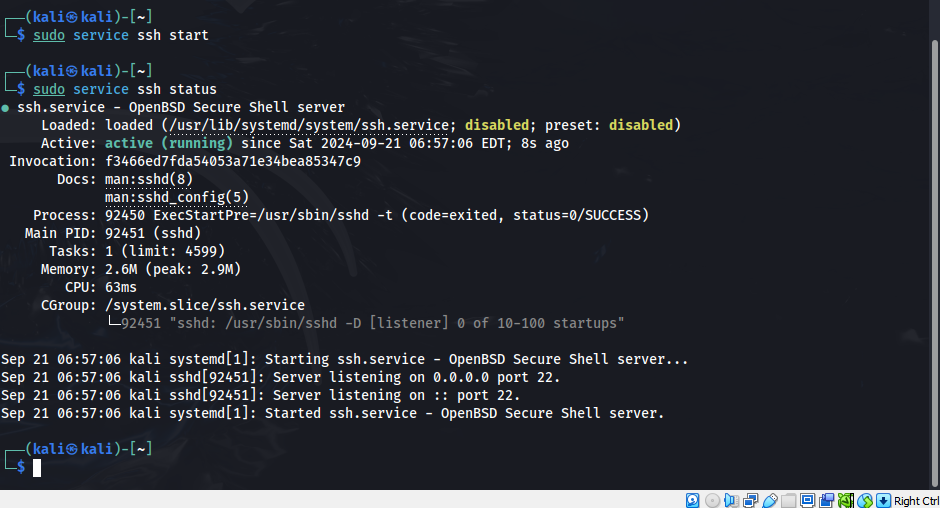 ┌──(kali㉿kali)-[~]
└─$ sudo service ssh start
┌──(kali㉿kali)-[~]
└─$ sudo service ssh status
● ssh.service - OpenBSD Secure Shell server
Loaded: loaded (/usr/lib/systemd/system/ssh.service; disabled; preset: disabled)
Active: active (running) since Sat 2024-09-21 06:57:06 EDT; 8s ago
Invocation: f3466ed7fda54053a71e34bea85347c9
Docs: man:sshd(8)
man:sshd_config(5)
Process: 92450 ExecStartPre=/usr/sbin/sshd -t (code=exited, status=0/SUCCESS)
Main PID: 92451 (sshd)
Tasks: 1 (limit: 4599)
Memory: 2.6M (peak: 2.9M)
CPU: 63ms
CGroup: /system.slice/ssh.service
└─92451 "sshd: /usr/sbin/sshd -D [listener] 0 of 10-100 startups"
Sep 21 06:57:06 kali systemd[1]: Starting ssh.service - OpenBSD Secure Shell server...
Sep 21 06:57:06 kali sshd[92451]: Server listening on 0.0.0.0 port 22.
Sep 21 06:57:06 kali sshd[92451]: Server listening on :: port 22.
Sep 21 06:57:06 kali systemd[1]: Started ssh.service - OpenBSD Secure Shell server.
┌──(kali㉿kali)-[~]
└─$
Right Ctrl